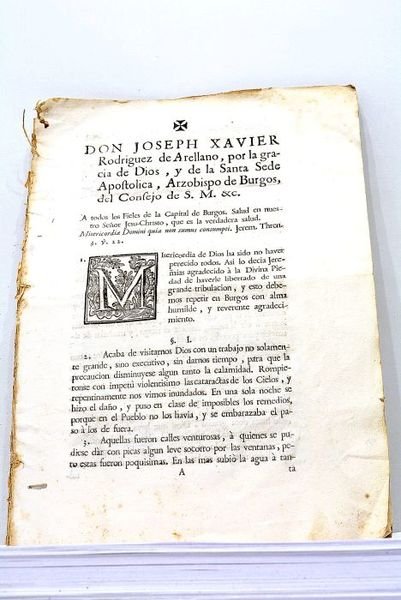 ✠
DON JOSEPH XAVIER
Rodriguez de Arellano, por la gra-
cia de Dios, y de la Santa Sede
Apostolica, Arzobispo de Burgos,
del Consejo de S. M. &c.
A todos los Fieles de la Capital de Burgos. Salud en nues-
tro Señor Jesu-Christo, que es la verdadera salud.
Misericordia Domini quia non sumus consumpti. Jerem. Thren.
3. v. 22.
1. MIsericordia de Dios ha sido no haver
perecido todos. Asi lo decia Jere-
mias agradecido à la Divina Pie-
dad de haverle libertado de una
grande tribulacion, y esto debe-
mos repetir en Burgos con alma
humilde, y reverente agradeci-
miento.
§. I.
2. Acaba de visitarnos Dios con un trabajo no solamen-
te grande, sino executivo, sin darnos tiempo, para que la
precaucion disminuyese algun tanto la calamidad. Rompie-
ronse con impetù violentisimo las cataractas de los Cielos, y
repentinamente nos vimos inundados. En una sola noche se
hizo el daño, y puso en clase de imposibles los remedios,
porque en el Pueblo no los havia, y se embarazaba el pa-
so à los de fuera.
3. Aquellas fueron calles venturosas, à quienes se pu-
diese dàr con picas algun leve socorro por las ventanas, pe-
ro estas fueron poquisimas. En las mas subiò la agua à tan-
A
ta